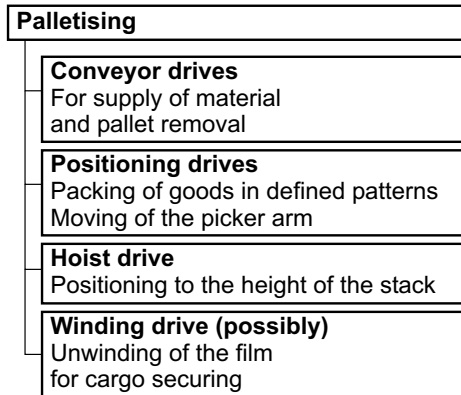 Palletising
Conveyor drives
For supply of material
and pallet removal
Positioning drives
Packing of goods in defined patterns
Moving of the picker arm
Hoist drive
Positioning to the height of the stack
Winding drive (possibly)
Unwinding of the film
for cargo securing